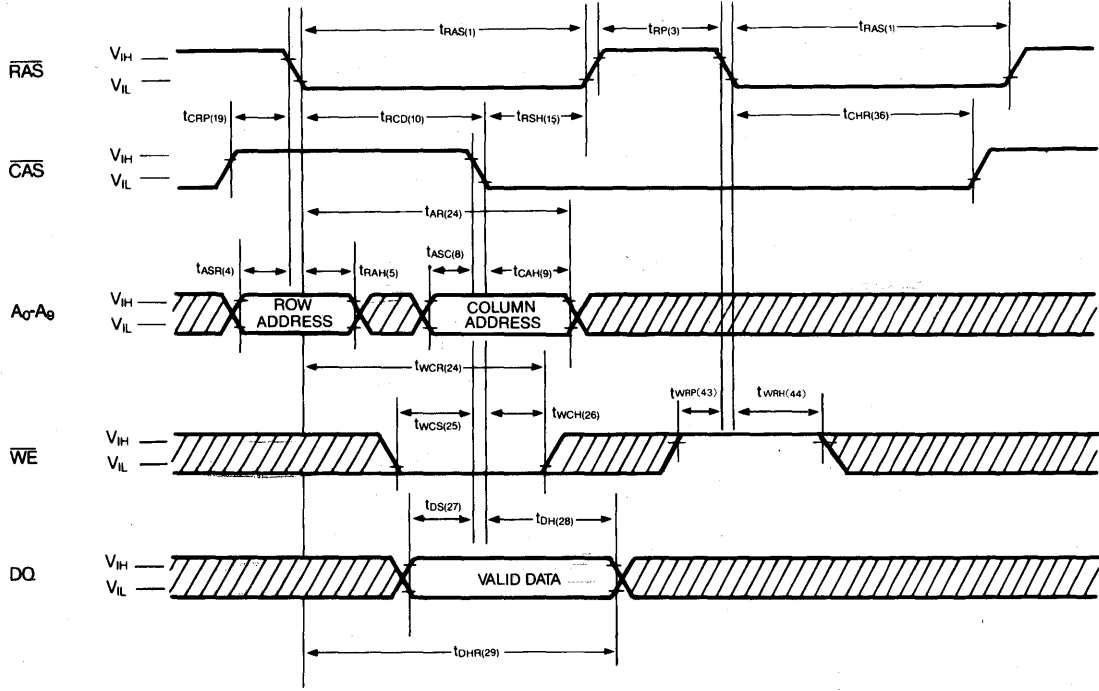 tRAS(1) tRP(3) tRAS(1)
RAS VIH
VIL
tCRP(19) tRCD(10) tRSH(15) tCHR(36)
CAS VIH
VIL
tAR(24)
tASR(4) tRAH(5) tASC(8) tCAH(9)
A0-A9 VIH
VIL
ROW ADDRESS
COLUMN ADDRESS
tWCR(24)
tWCS(25) tWCH(26) tWRP(43) tWRH(44)
WE VIH
VIL
tDS(27) tDH(28)
DQ VIH
VIL
VALID DATA
tDHR(29)